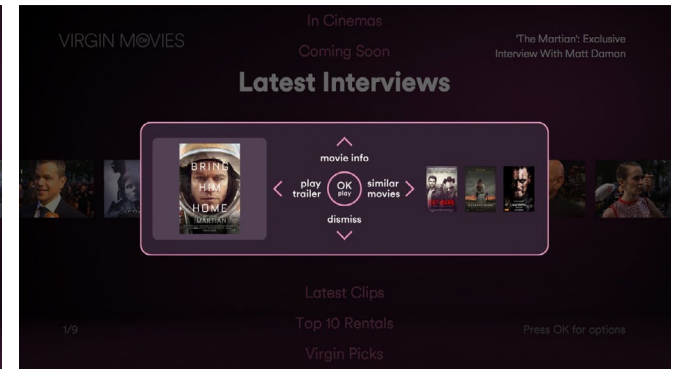 In Cinemas
VIRGIN MOVIES
'The Martian': Exclusive
Interview With Matt Damon
Coming Soon
Latest Interviews
movie info
BRING
HIM
HOME
MARTIAN
play
trailer
OK
play
similar
movies
dismiss
Latest Clips
1/9
Top 10 Rentals
Press OK for options
Virgin Picks